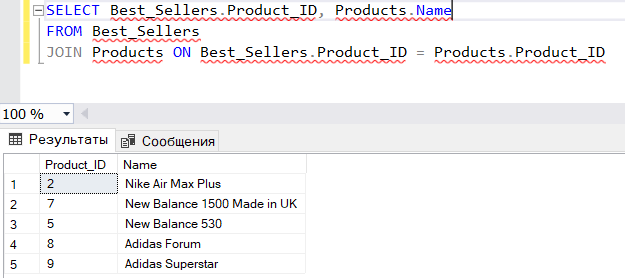 SELECT Best_Sellers.Product_ID, Products.Name
FROM Best_Sellers
JOIN Products ON Best_Sellers.Product_ID = Products.Product_ID
100 %
Результаты Сообщения
Product_ID Name
1 2 Nike Air Max Plus
2 7 New Balance 1500 Made in UK
3 5 New Balance 530
4 8 Adidas Forum
5 9 Adidas Superstar